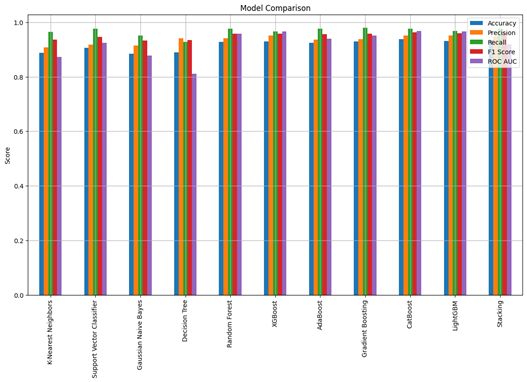 Model Comparison
Accuracy
Precision
Recall
F1 Score
ROC AUC
Score
1.0
0.8
0.6
0.4
0.2
0.0
K-Nearest Neighbors
Support Vector Classifier
Gaussian Naive Bayes
Decision Tree
Random Forest
XGBoost
AdaBoost
Gradient Boosting
CatBoost
LightGBM
Stacking